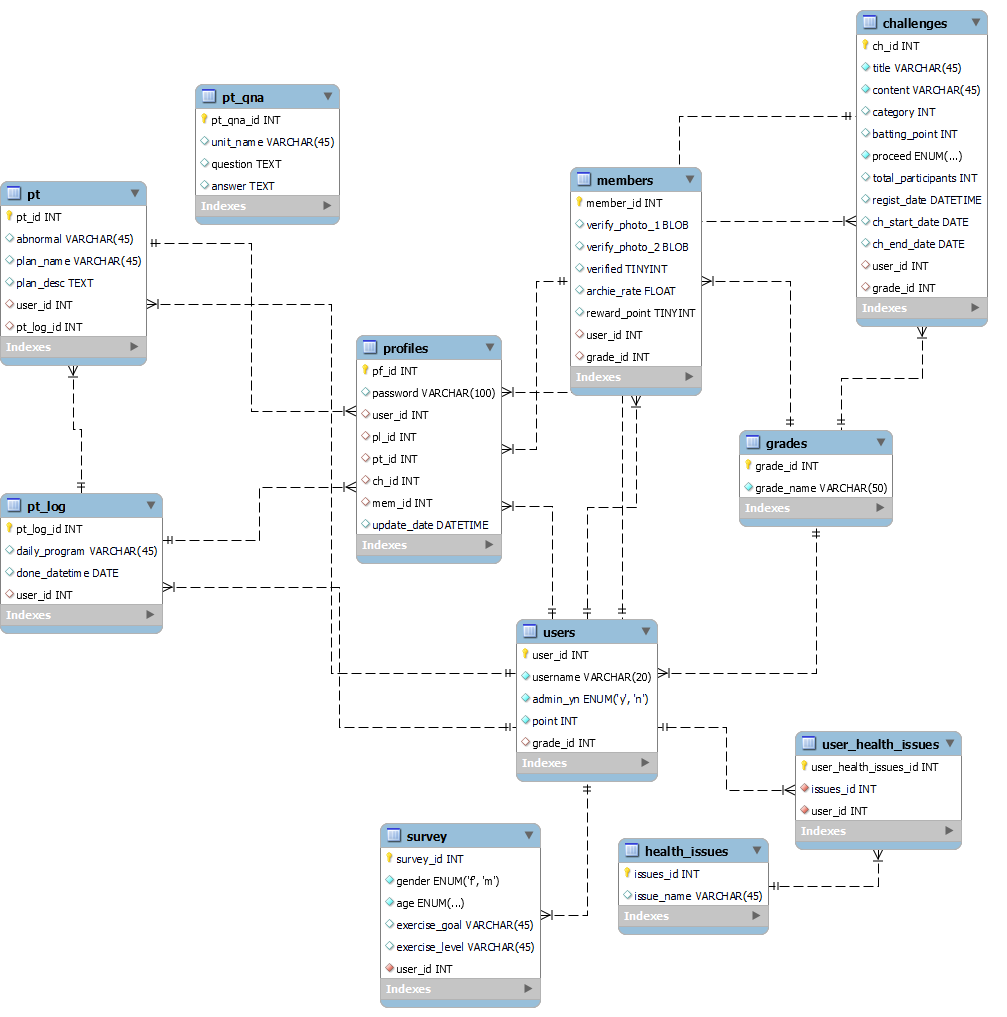 challenges
ch_id INT
title VARCHAR(45)
content VARCHAR(45)
category INT
batting_point INT
proceed ENUM(...)
total_participants INT
regist_date DATETIME
ch_start_date DATE
ch_end_date DATE
user_id INT
grade_id INT
Indexes
pt_qna
pt_qna_id INT
unit_name VARCHAR(45)
question TEXT
answer TEXT
Indexes
members
member_id INT
verify_photo_1 BLOB
verify_photo_2 BLOB
verified TINYINT
archie_rate FLOAT
reward_point TINYINT
user_id INT
grade_id INT
Indexes
pt
pt_id INT
abnormal VARCHAR(45)
plan_name VARCHAR(45)
plan_desc TEXT
user_id INT
pt_log_id INT
Indexes
profiles
pf_id INT
password VARCHAR(100)
user_id INT
pl_id INT
pt_id INT
ch_id INT
mem_id INT
update_date DATETIME
Indexes
grades
grade_id INT
grade_name VARCHAR(50)
Indexes
pt_log
pt_log_id INT
daily_program VARCHAR(45)
done_datetime DATE
user_id INT
Indexes
users
user_id INT
username VARCHAR(20)
admin_yn ENUM('y', 'n')
point INT
grade_id INT
Indexes
user_health_issues
user_health_issues_id INT
issues_id INT
user_id INT
Indexes
survey
survey_id INT
gender ENUM('f', 'm')
age ENUM(...)
exercise_goal VARCHAR(45)
exercise_level VARCHAR(45)
user_id INT
Indexes
health_issues
issues_id INT
issue_name VARCHAR(45)
Indexes